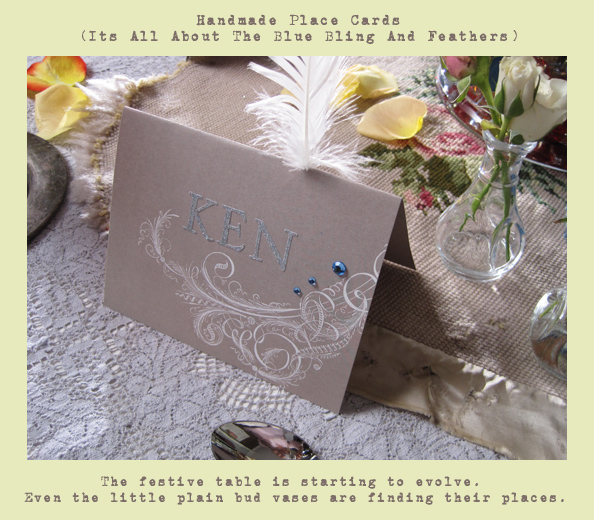 Handmade Place Cards
(Its All About The Blue Bling And Feathers)
KEN
The festive table is starting to evolve.
Even the little plain bud vases are finding their places.